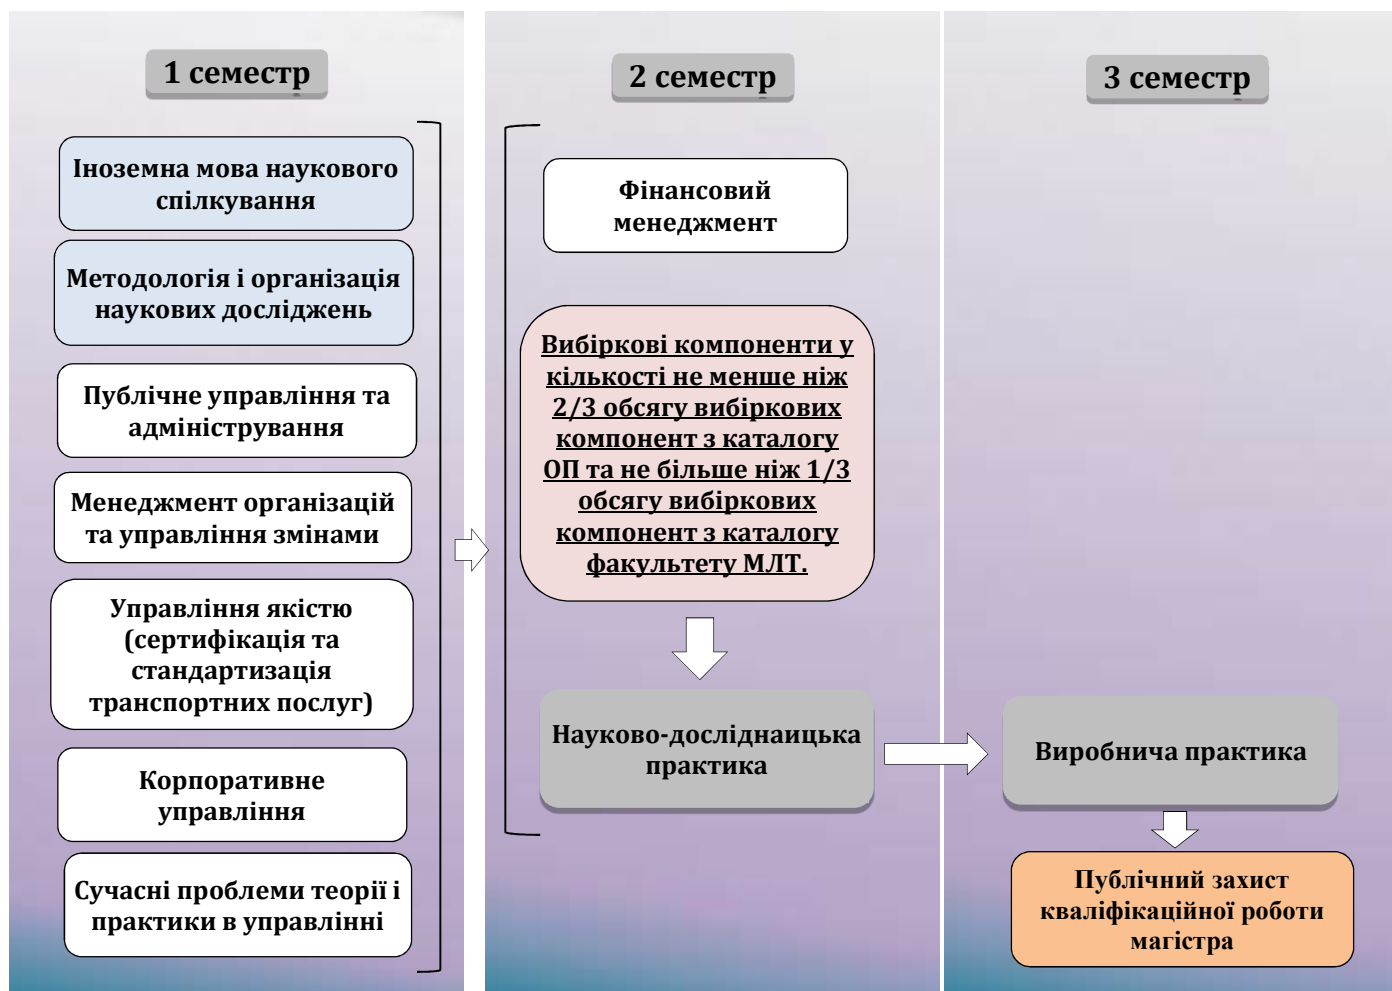 1 семестр
Іноземна мова наукового
спілкування
Методологія і організація
наукових досліджень
Публічне управління та
адміністрування
Менеджмент організацій
та управління змінами
Управління якістю
(сертифікація та
стандартизація
транспортних послуг)
Корпоративне
управління
Сучасні проблеми теорії і
практики в управлінні
2 семестр
Фінансовий
менеджмент
Вибіркові компоненти у
кількості не менше ніж
2/3 обсягу вибіркових
компонент з каталогу
ОП та не більше ніж 1/3
обсягу вибіркових
компонент з каталогу
факультету МЛТ.
Науково-досліднаицька
практика
3 семестр
Виробнича практика
Публічний захист
кваліфікаційної роботи
магістра